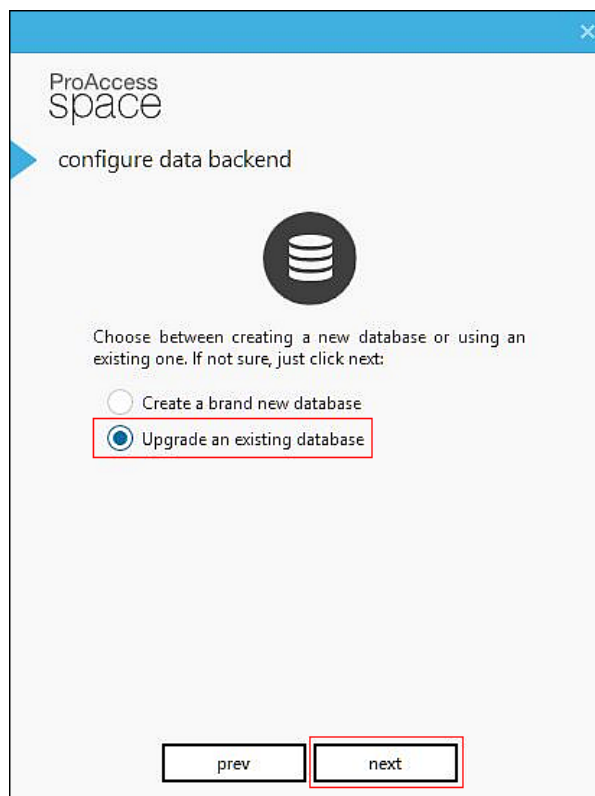 ProAccess
space
configure data backend
Choose between creating a new database or using an
existing one. If not sure, just click next:
Create a brand new database
Upgrade an existing database
prev
next